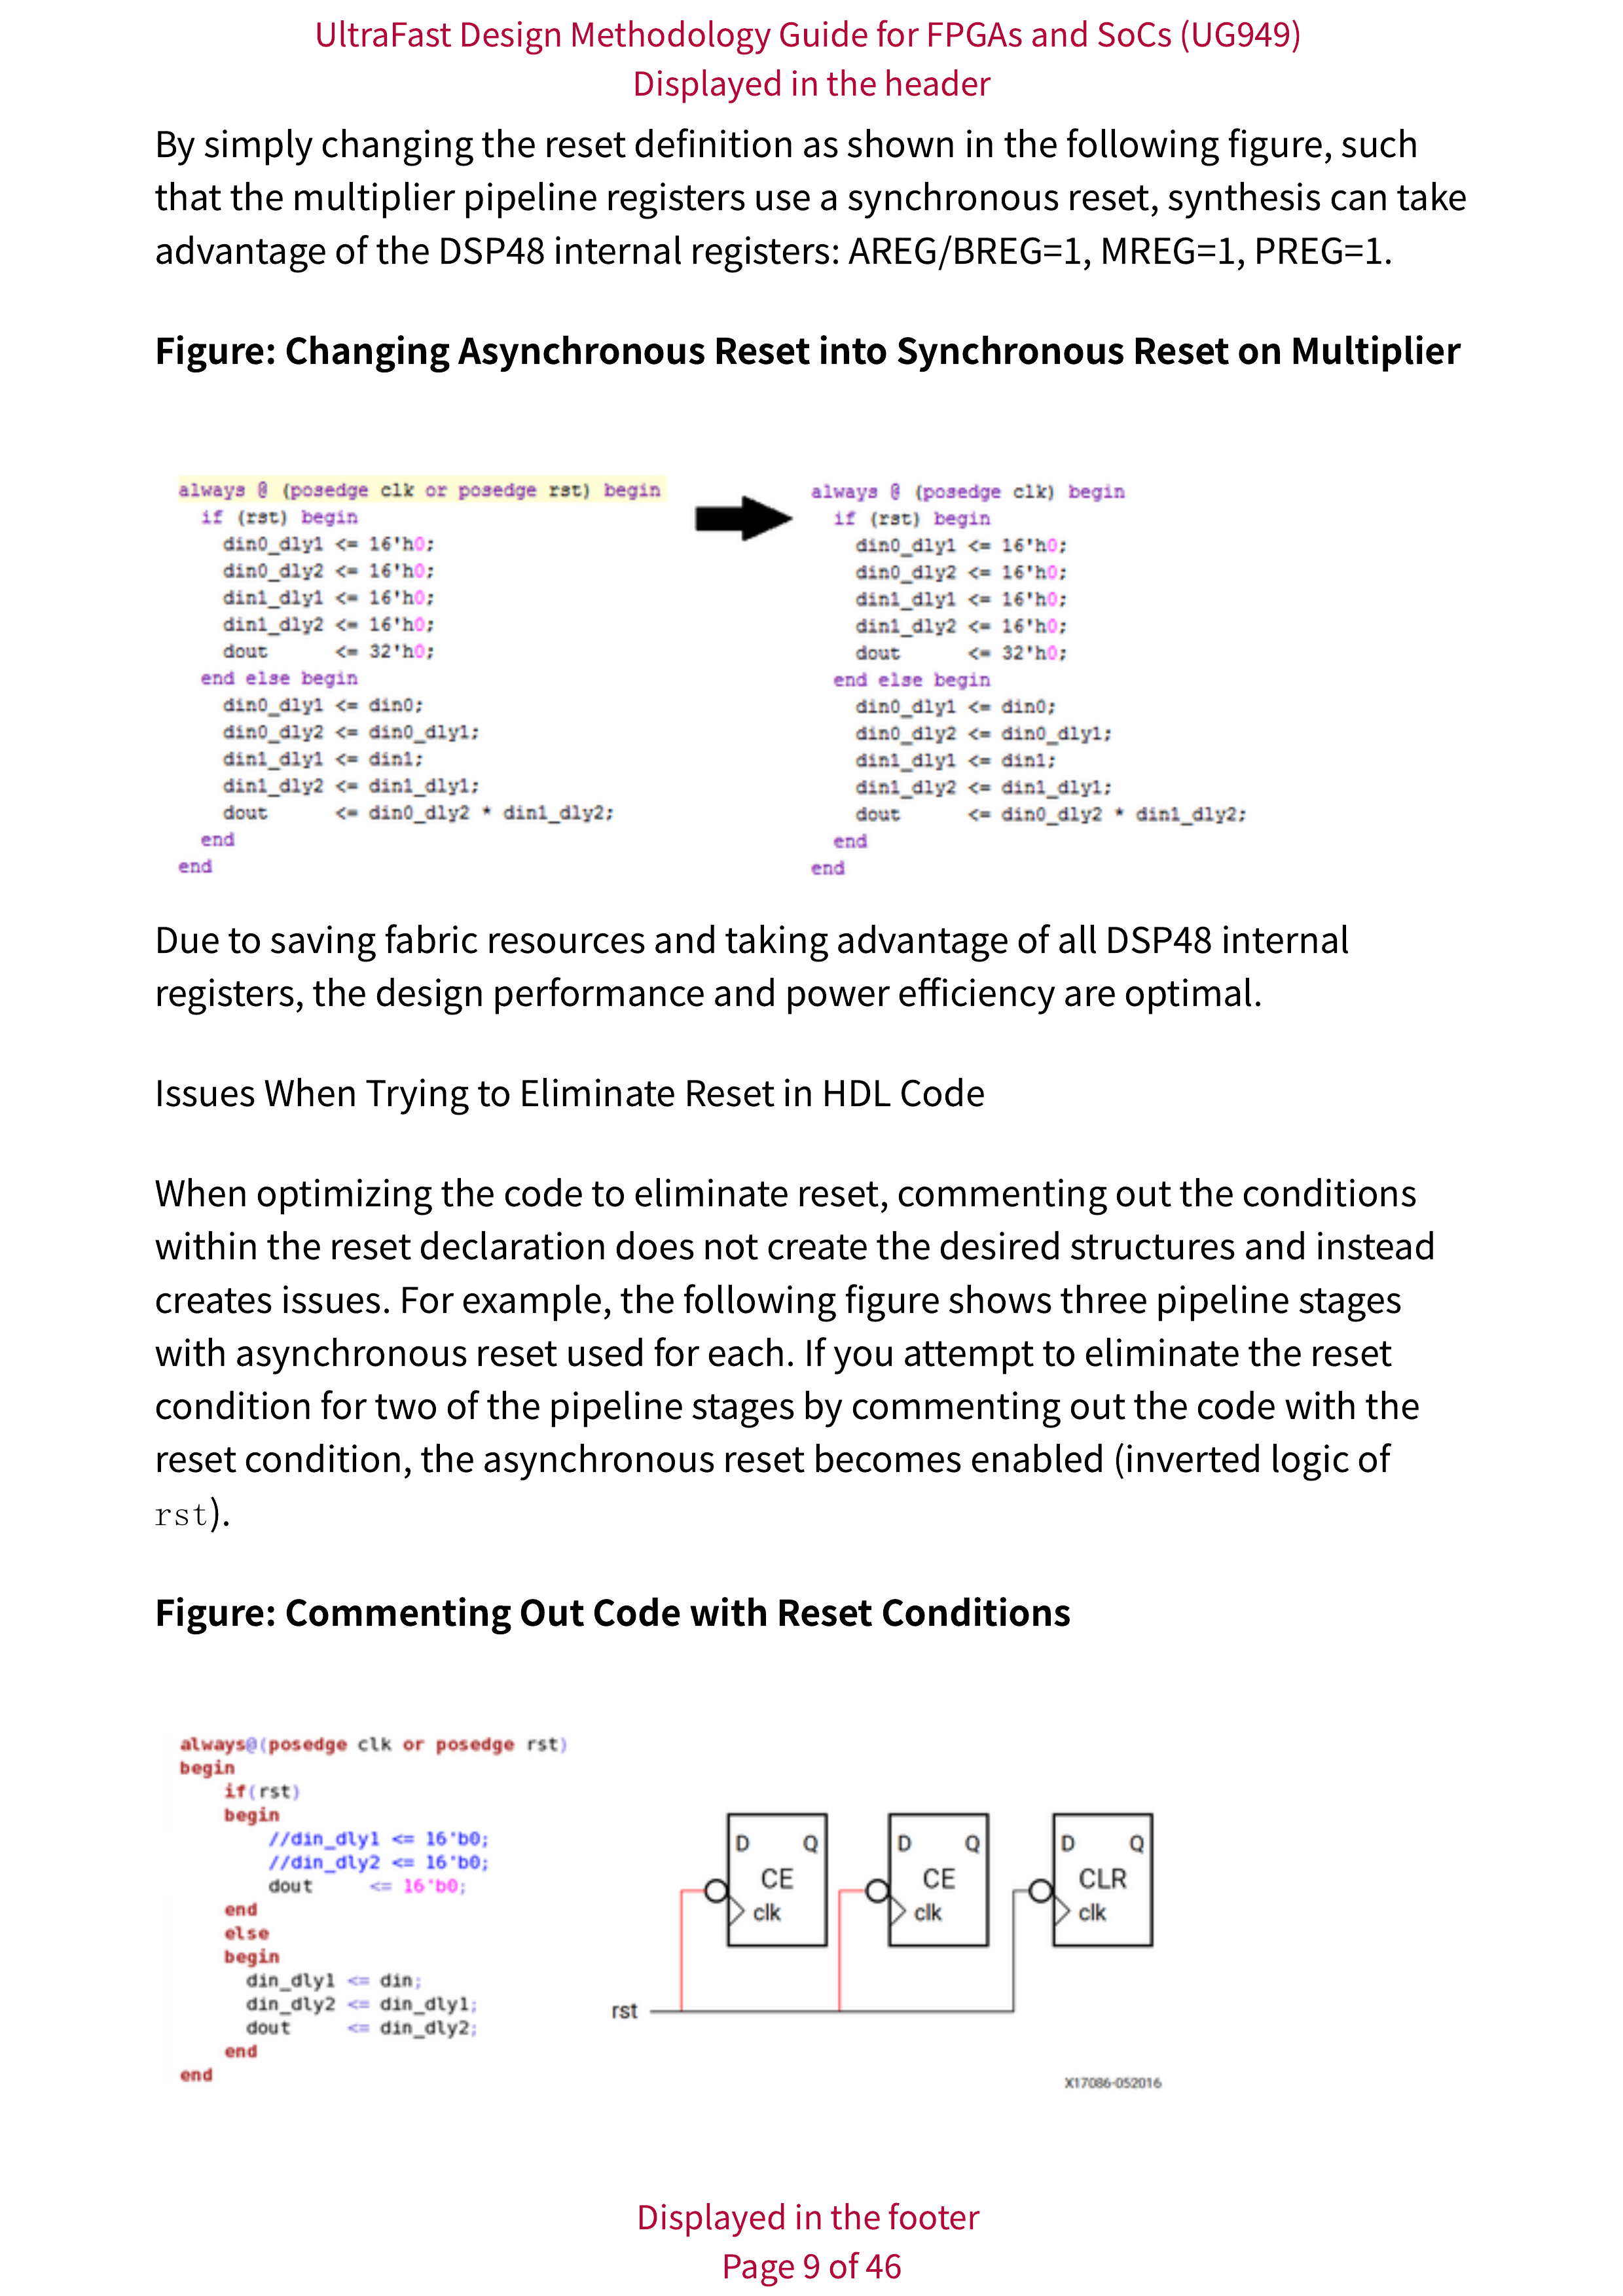 UltraFast Design Methodology Guide for FPGAs and SoCs (UG949)
Displayed in the header
By simply changing the reset definition as shown in the following figure, such
that the multiplier pipeline registers use a synchronous reset, synthesis can take
advantage of the DSP48 internal registers: AREG/BREG=1, MREG=1, PREG=1.
Figure: Changing Asynchronous Reset into Synchronous Reset on Multiplier
always @ (posedge clk or posedge rst) begin
if (rst) begin
din0_dly1 <= 16'h0;
din0_dly2 <= 16'h0;
din1_dly1 <= 16'h0;
din1_dly2 <= 16'h0;
dout <= 32'h0;
end else begin
din0_dly1 <= din0;
din0_dly2 <= din0_dly1;
din1_dly1 <= din1;
din1_dly2 <= din1_dly1;
dout <= din0_dly2 * din1_dly2;
end
end
always @ (posedge clk) begin
if (rst) begin
din0_dly1 <= 16'h0;
din0_dly2 <= 16'h0;
din1_dly1 <= 16'h0;
din1_dly2 <= 16'h0;
dout <= 32'h0;
end else begin
din0_dly1 <= din0;
din0_dly2 <= din0_dly1;
din1_dly1 <= din1;
din1_dly2 <= din1_dly1;
dout <= din0_dly2 * din1_dly2;
end
end
Due to saving fabric resources and taking advantage of all DSP48 internal
registers, the design performance and power efficiency are optimal.
Issues When Trying to Eliminate Reset in HDL Code
When optimizing the code to eliminate reset, commenting out the conditions
within the reset declaration does not create the desired structures and instead
creates issues. For example, the following figure shows three pipeline stages
with asynchronous reset used for each. If you attempt to eliminate the reset
condition for two of the pipeline stages by commenting out the code with the
reset condition, the asynchronous reset becomes enabled (inverted logic of
rst).
Figure: Commenting Out Code with Reset Conditions
always@(posedge clk or posedge rst)
begin
if(rst)
begin
//din_dly1 <= 16'b0;
//din_dly2 <= 16'b0;
dout <= 16'b0;
end
else
begin
din_dly1 <= din;
din_dly2 <= din_dly1;
dout <= din_dly2;
end
end
D Q
CE
clk
D Q
CE
clk
D Q
CLR
clk
rst
X17086-052016
Displayed in the footer
Page 9 of 46